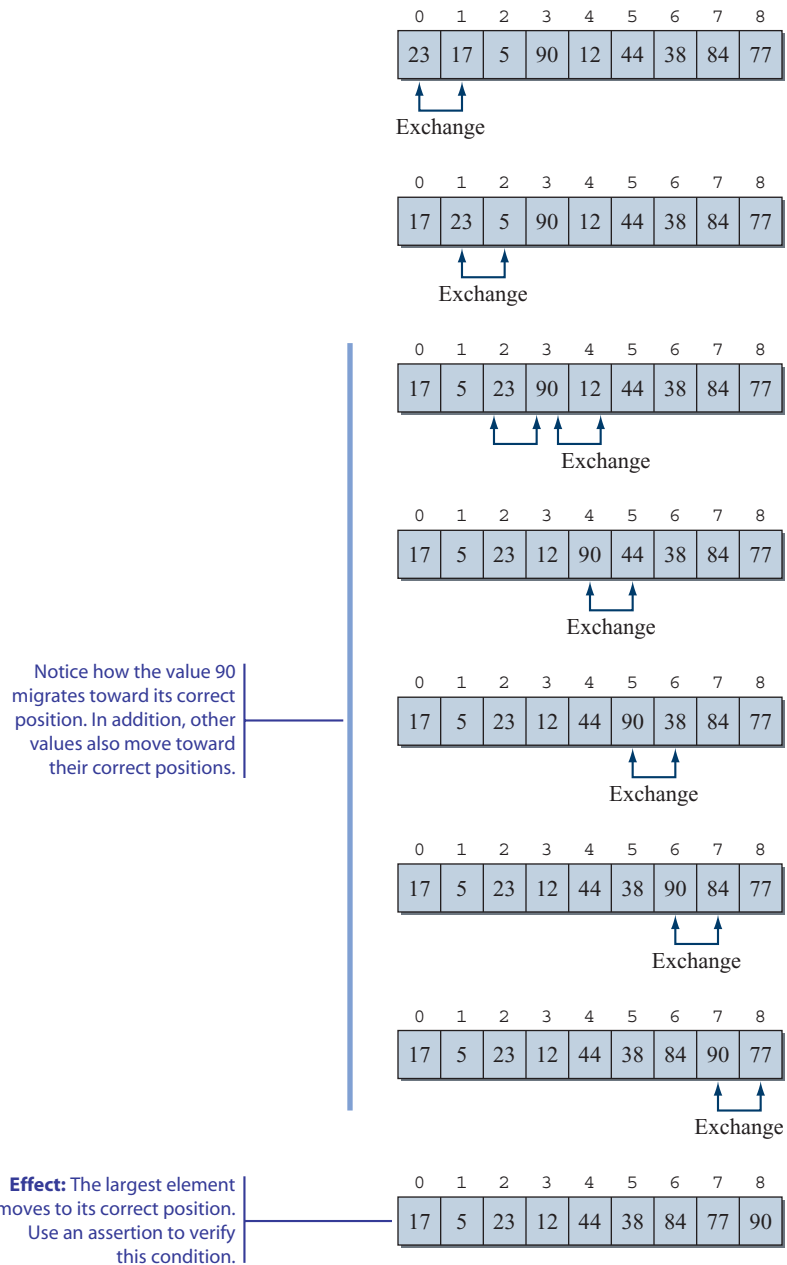 0 1 2 3 4 5 6 7 8
23 17 5 90 12 44 38 84 77
Exchange
0 1 2 3 4 5 6 7 8
17 23 5 90 12 44 38 84 77
Exchange
0 1 2 3 4 5 6 7 8
17 5 23 90 12 44 38 84 77
Exchange
0 1 2 3 4 5 6 7 8
17 5 23 12 90 44 38 84 77
Exchange
Notice how the value 90
migrates toward its correct
position. In addition, other
values also move toward
their correct positions.
0 1 2 3 4 5 6 7 8
17 5 23 12 44 90 38 84 77
Exchange
0 1 2 3 4 5 6 7 8
17 5 23 12 44 38 90 84 77
Exchange
0 1 2 3 4 5 6 7 8
17 5 23 12 44 38 84 90 77
Exchange
Effect: The largest element
moves to its correct position.
Use an assertion to verify
this condition.
0 1 2 3 4 5 6 7 8
17 5 23 12 44 38 84 77 90